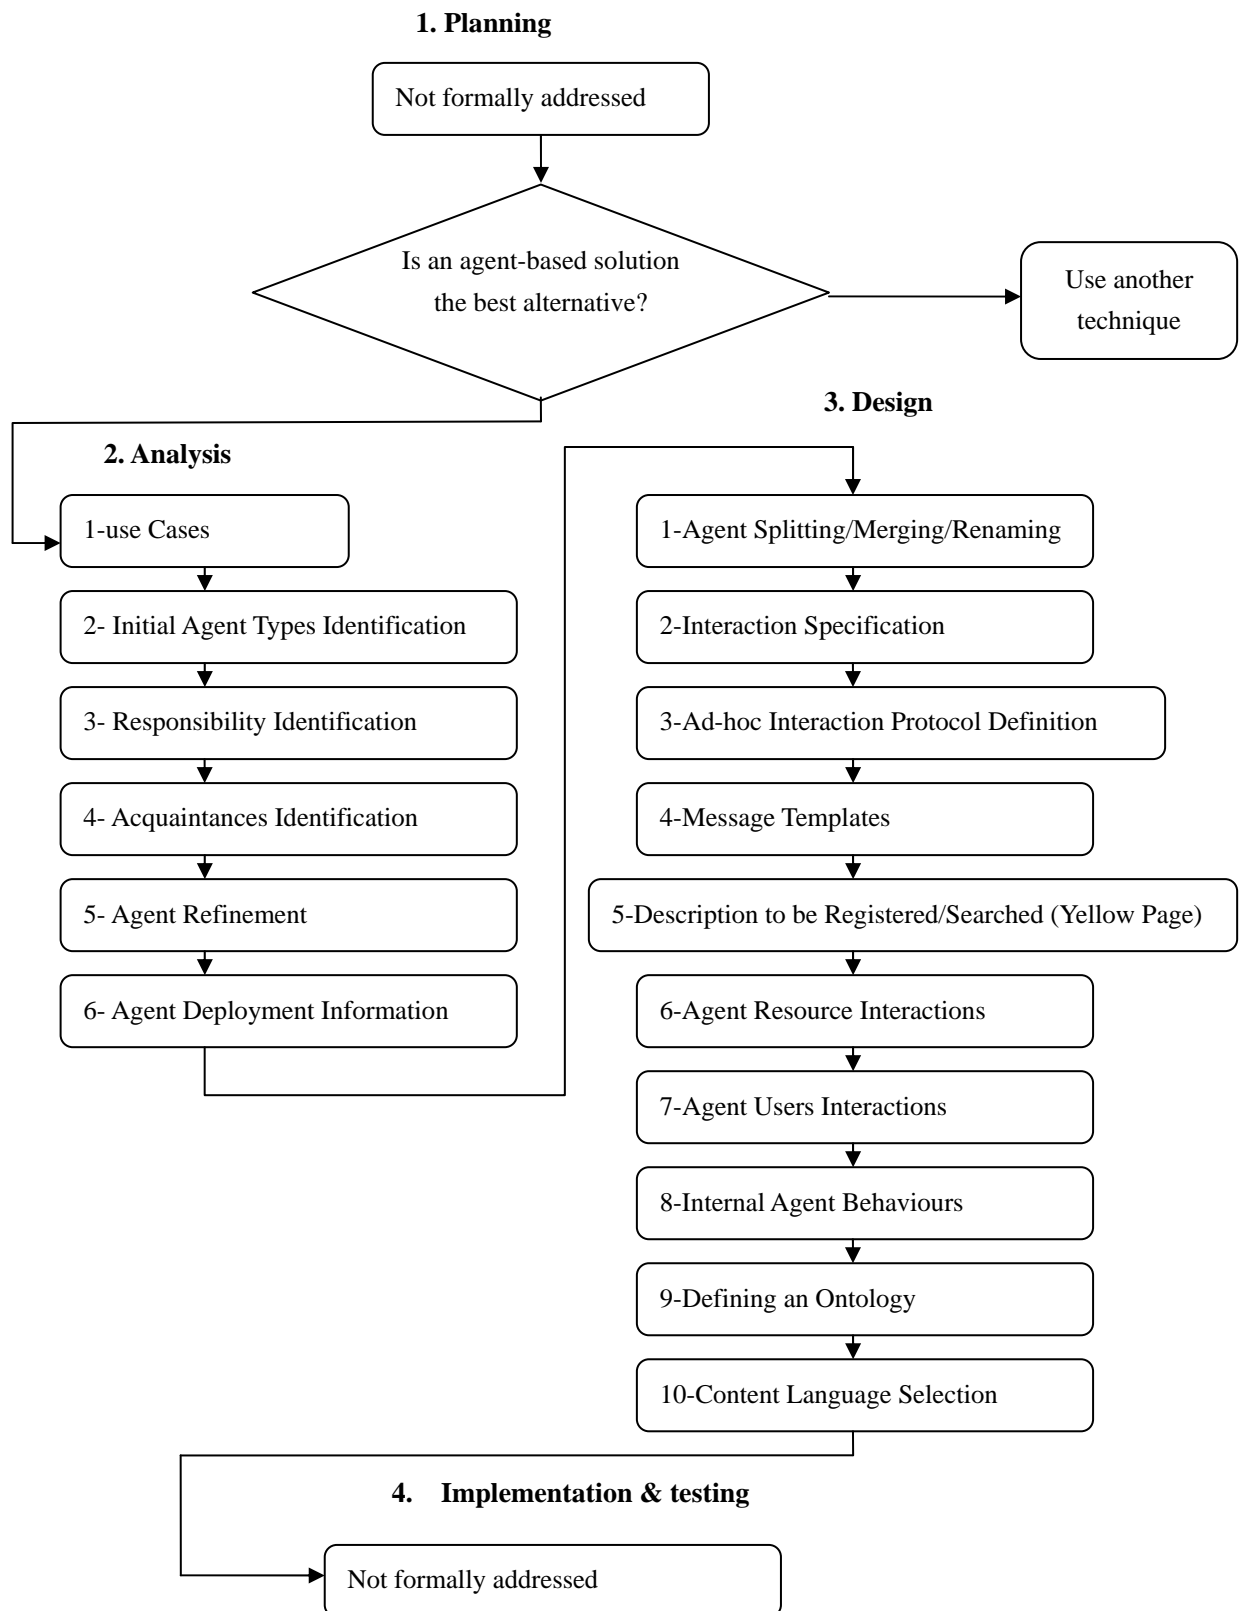 1. Planning
Not formally addressed
Is an agent-based solution
the best alternative?
Use another
technique
2. Analysis
1-use Cases
2- Initial Agent Types Identification
3- Responsibility Identification
4- Acquaintances Identification
5- Agent Refinement
6- Agent Deployment Information
3. Design
1-Agent Splitting/Merging/Renaming
2-Interaction Specification
3-Ad-hoc Interaction Protocol Definition
4-Message Templates
5-Description to be Registered/Searched (Yellow Page)
6-Agent Resource Interactions
7-Agent Users Interactions
8-Internal Agent Behaviours
9-Defining an Ontology
10-Content Language Selection
4. Implementation & testing
Not formally addressed